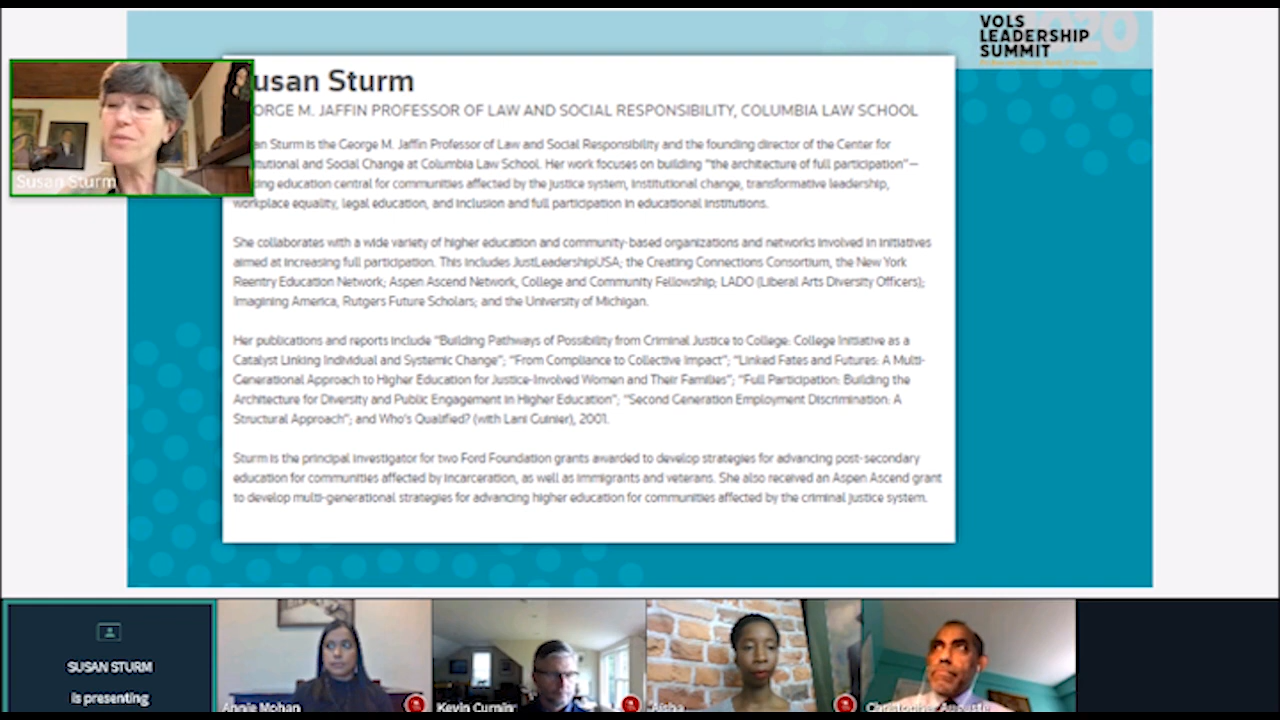 VOLS
LEADERSHIP
SUMMIT
2020
usan Sturm
ORGE M. JAFFIN PROFESSOR OF LAW AND SOCIAL RESPONSIBILITY, COLUMBIA LAW SCHOOL
an Sturm is the George M. Jaffin Professor of Law and Social Responsibility and the founding director of the Center for
itutional and Social Change at Columbia Law School. Her work focuses on building "the architecture of full participation"—
ing education central for communities affected by the justice system, institutional change, transformative leadership,
workplace equality, legal education, and inclusion and full participation in educational institutions.
She collaborates with a wide variety of higher education and community-based organizations and networks involved in initiatives
aimed at increasing full participation. This includes JustLeadershipUSA; the Creating Connections Consortium, the New York
Reentry Education Network; Aspen Ascend Network, College and Community Fellowship; LADO (Liberal Arts Diversity Officers);
Imagining America, Rutgers Future Scholars; and the University of Michigan.
Her publications and reports include "Building Pathways of Possibility from Criminal Justice to College: College Initiative as a
Catalyst Linking Individual and Systemic Change"; "From Compliance to Collective Impact"; "Linked Fates and Futures: A Multi-
Generational Approach to Higher Education for Justice-Involved Women and Their Families"; "Full Participation: Building the
Architecture for Diversity and Public Engagement in Higher Education"; "Second Generation Employment Discrimination: A
Structural Approach"; and Who's Qualified? (with Lani Guinier), 2001.
Sturm is the principal investigator for two Ford Foundation grants awarded to develop strategies for advancing post-secondary
education for communities affected by incarceration, as well as immigrants and veterans. She also received an Aspen Ascend grant
to develop multi-generational strategies for advancing higher education for communities affected by the criminal justice system.
Susan Sturm
SUSAN STURM
is presenting
Annie Mohan
Kevin Curnin
Aisha
Christopher Auguste